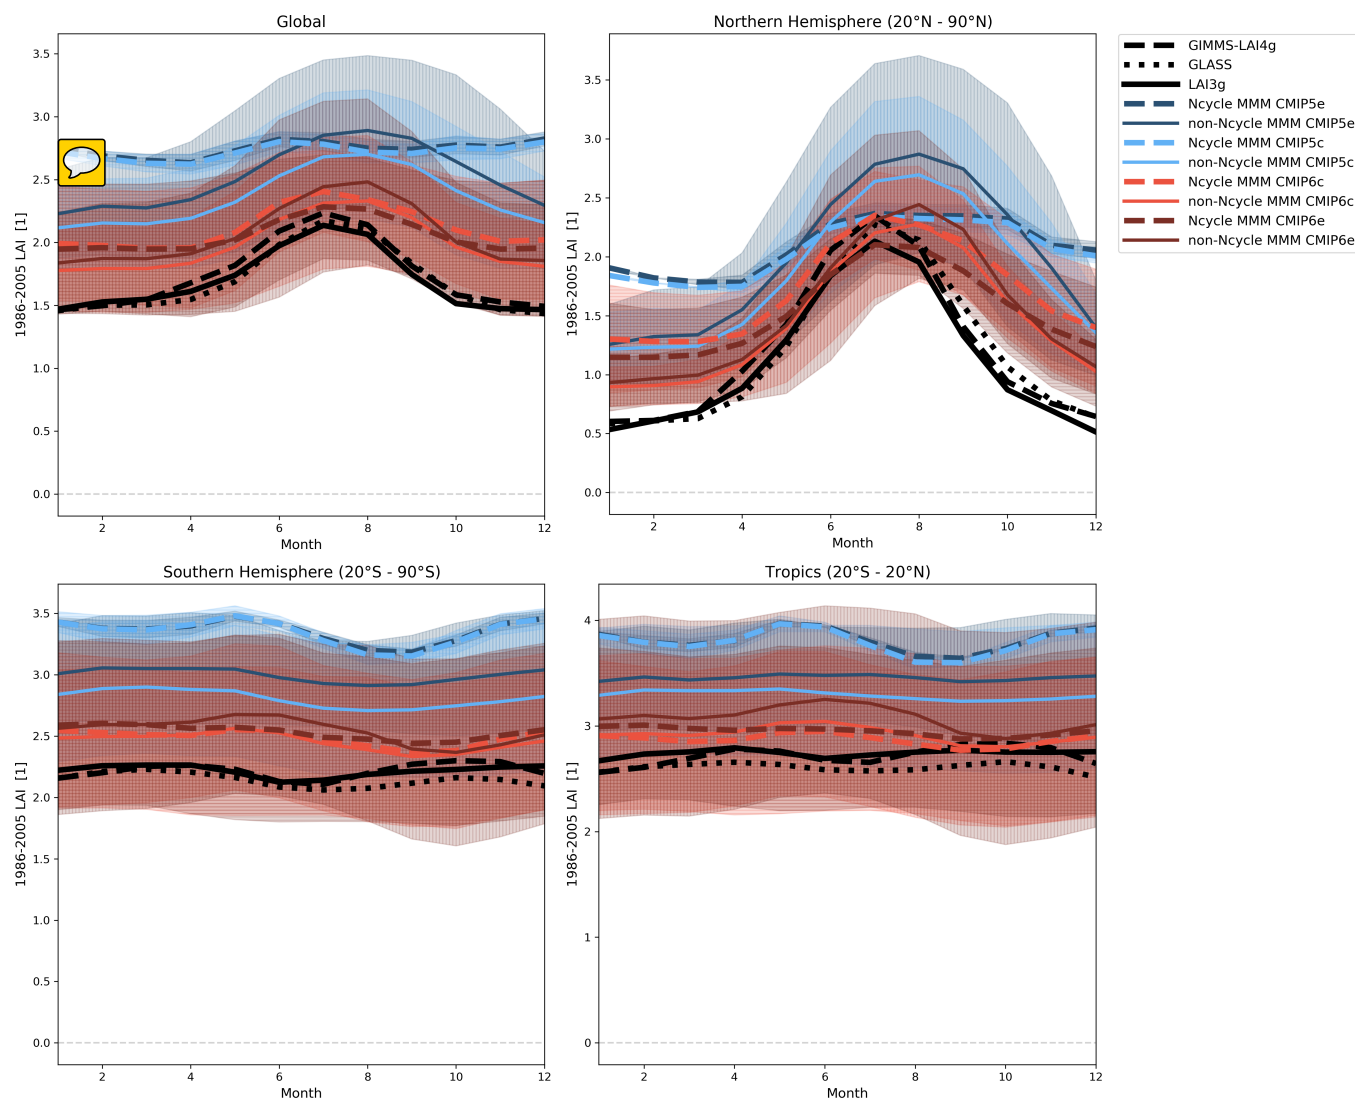 Global
3.5
3.0
2.5
2.0
1.5
1.0
0.5
0.0
1986-2005 LAI [1]
2 4 6 8 10 12
Month
Northern Hemisphere (20°N - 90°N)
3.5
3.0
2.5
2.0
1.5
1.0
0.5
0.0
1986-2005 LAI [1]
2 4 6 8 10 12
Month
GIMMS-LAI4g
GLASS
LAI3g
Ncycle MMM CMIP5e
non-Ncycle MMM CMIP5e
Ncycle MMM CMIP5c
non-Ncycle MMM CMIP5c
Ncycle MMM CMIP6c
non-Ncycle MMM CMIP6c
Ncycle MMM CMIP6e
non-Ncycle MMM CMIP6e
Southern Hemisphere (20°S - 90°S)
3.5
3.0
2.5
2.0
1.5
1.0
0.5
0.0
1986-2005 LAI [1]
2 4 6 8 10 12
Month
Tropics (20°S - 20°N)
4
3
2
1
0
1986-2005 LAI [1]
2 4 6 8 10 12
Month